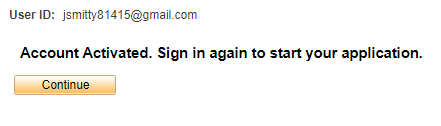 User ID: jsmitty81415@gmail.com
Account Activated. Sign in again to start your application.
Continue